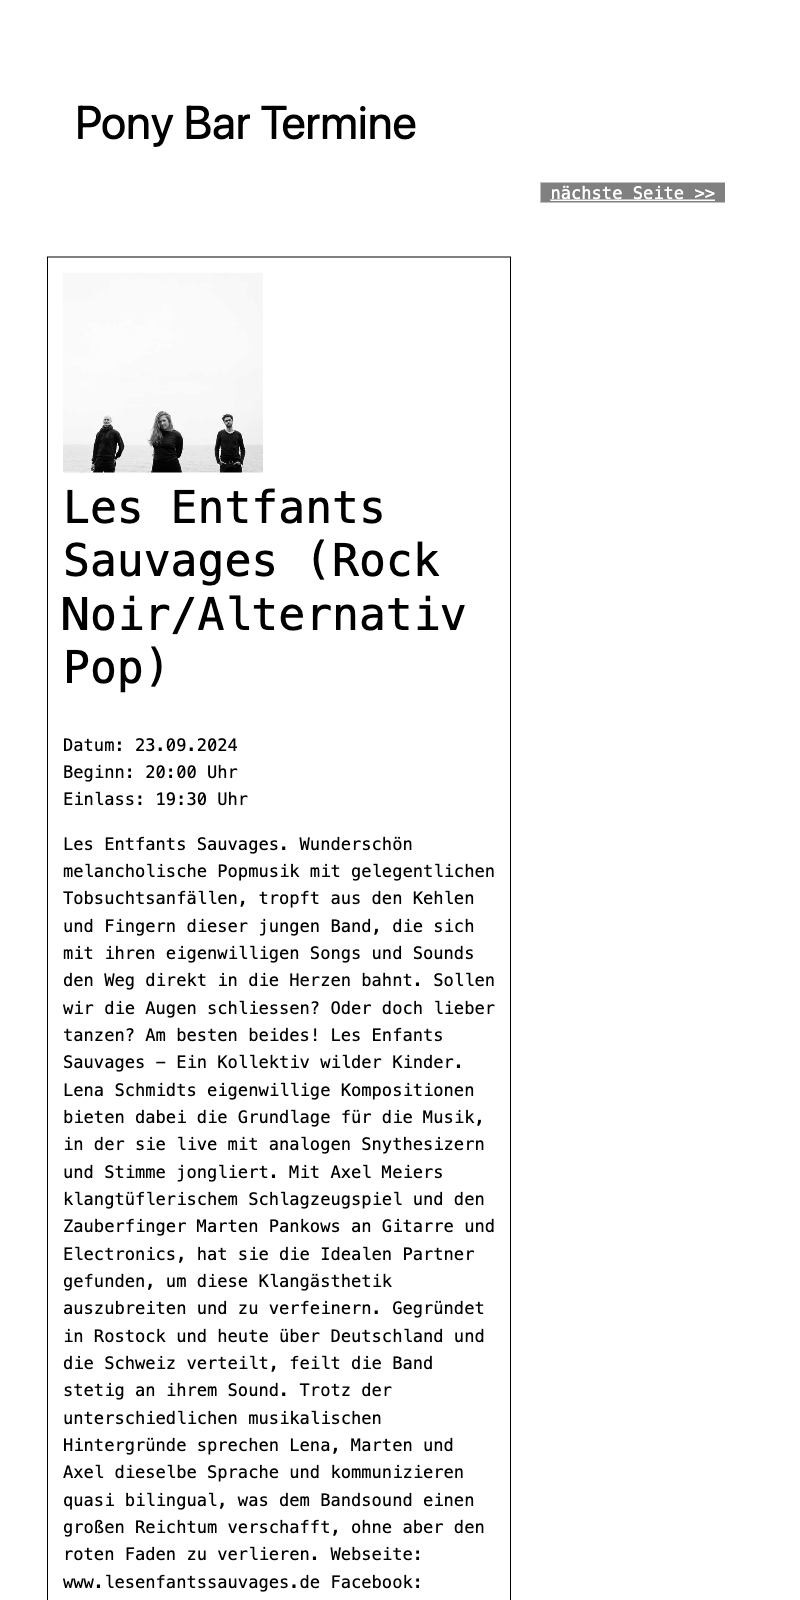 Pony Bar Termine
nächste Seite >>
Les Entfants
Sauvages (Rock
Noir/Alternativ
Pop)
Datum: 23.09.2024
Beginn: 20:00 Uhr
Einlass: 19:30 Uhr
Les Entfants Sauvages. Wunderschön
melancholische Popmusik mit gelegentlichen
Tobsuchtsanfällen, tropft aus den Kehlen
und Fingern dieser jungen Band, die sich
mit ihren eigenwilligen Songs und Sounds
den Weg direkt in die Herzen bahnt. Sollen
wir die Augen schliessen? Oder doch lieber
tanzen? Am besten beides! Les Enfants
Sauvages – Ein Kollektiv wilder Kinder.
Lena Schmidts eigenwillige Kompositionen
bieten dabei die Grundlage für die Musik,
in der sie live mit analogen Snythesizern
und Stimme jongliert. Mit Axel Meiers
klangtüflerischem Schlagzeugspiel und den
Zauberfinger Marten Pankows an Gitarre und
Electronics, hat sie die Idealen Partner
gefunden, um diese Klangästhetik
auszubreiten und zu verfeinern. Gegründet
in Rostock und heute über Deutschland und
die Schweiz verteilt, feilt die Band
stetig an ihrem Sound. Trotz der
unterschiedlichen musikalischen
Hintergründe sprechen Lena, Marten und
Axel dieselbe Sprache und kommunizieren
quasi bilingual, was dem Bandsound einen
großen Reichtum verschafft, ohne aber den
roten Faden zu verlieren. Webseite:
www.lesenfantssauvages.de Facebook: